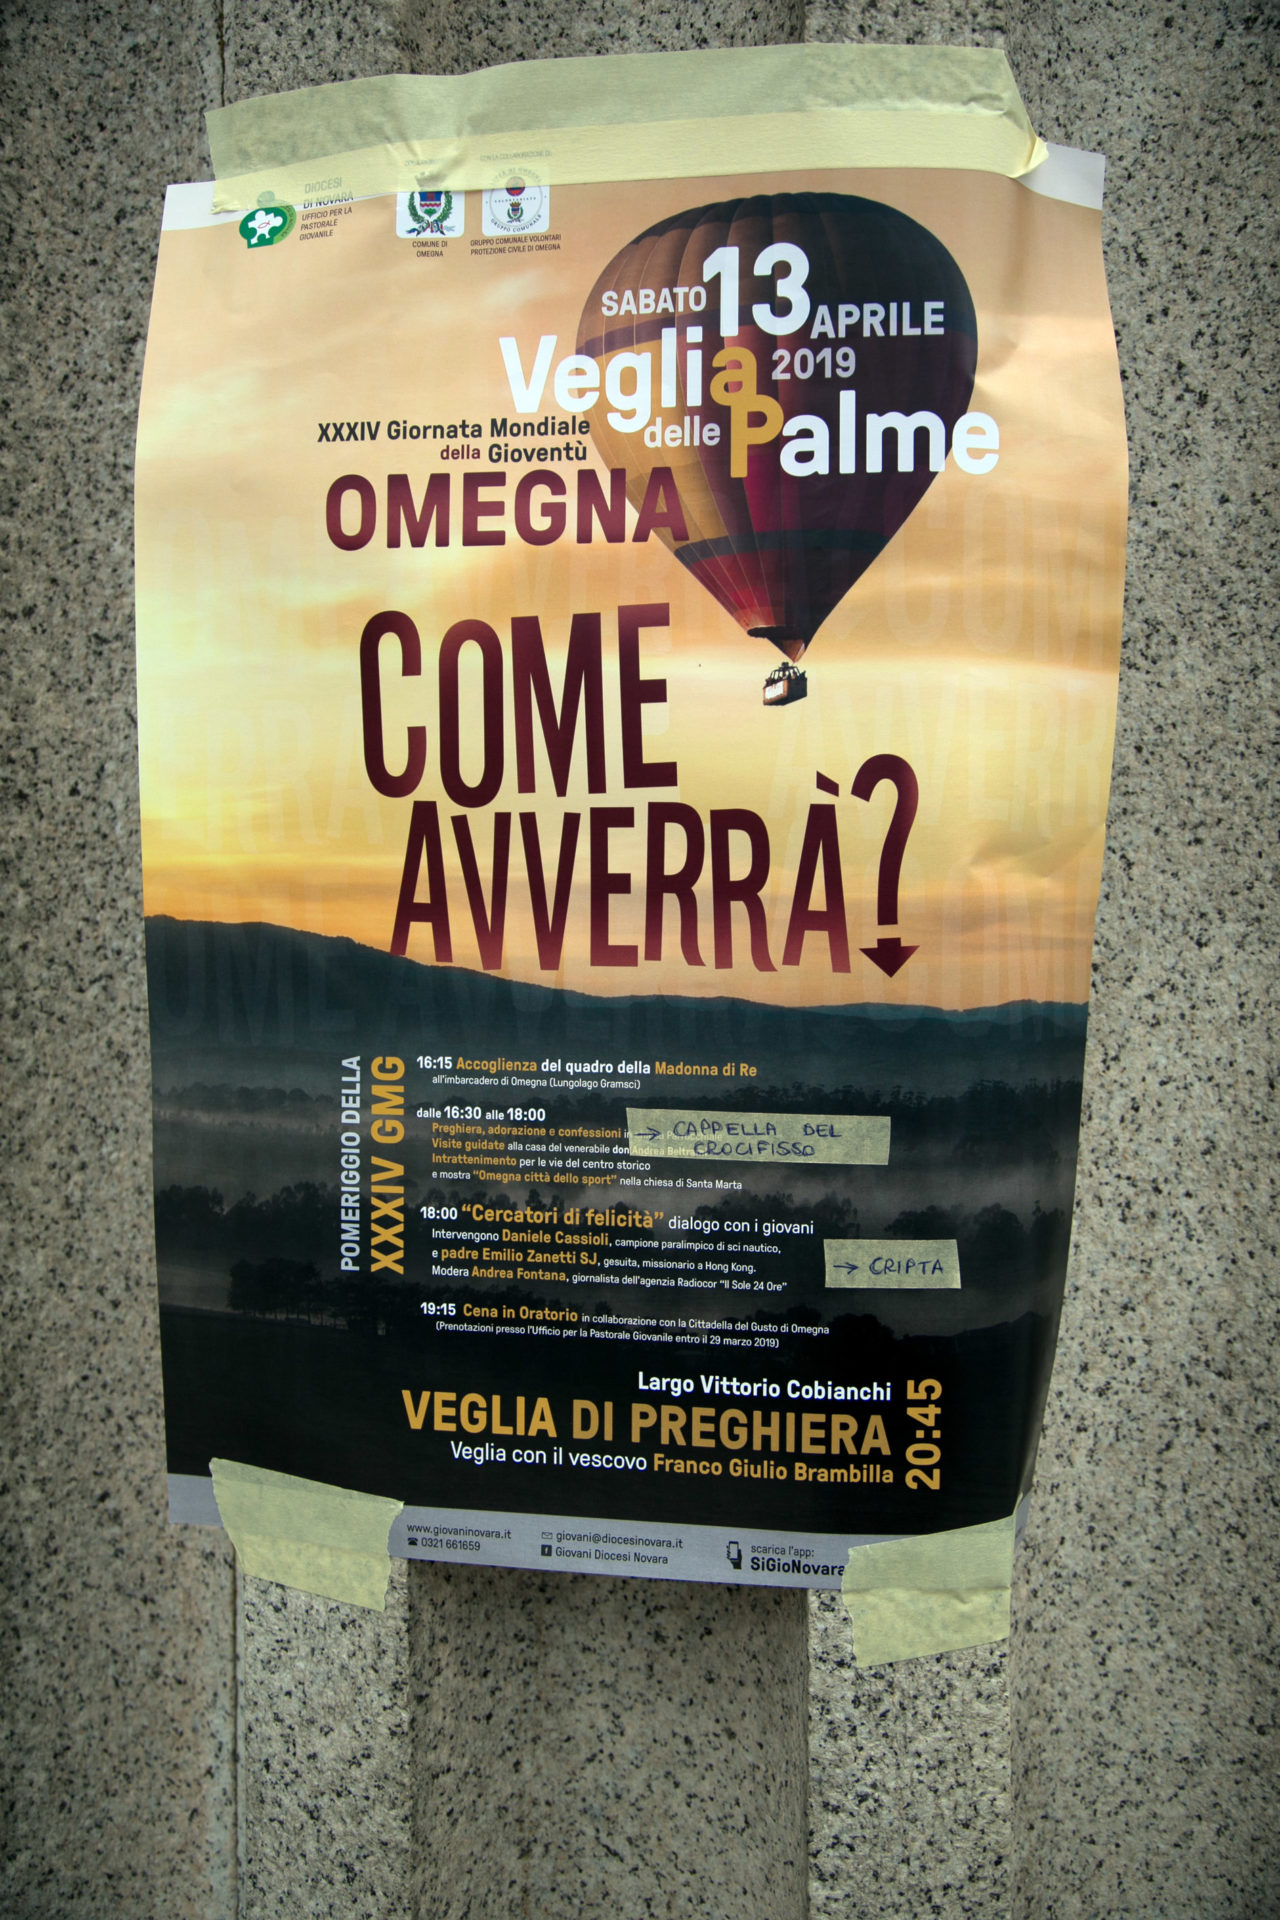 DIOCESI
DI NOVARA
UFFICIO PER LA
PASTORALE
GIOVANILE
COMUNE DI
OMEGNA
CON LA COLLABORAZIONE DI
GRUPPO COMUNALE
GRUPPO COMUNALE VOLONTARI
PROTEZIONE CIVILE DI OMEGNA
SABATO 13 APRILE
2019
Veglia
delle Palme
XXXIV Giornata Mondiale
della Gioventù
OMEGNA
COME
AVVERRÀ?
POMERIGGIO DELLA
XXXIV GMG
16:15 Accoglienza del quadro della Madonna di Re
all'imbarcadero di Omegna (Lungolago Gramsci)
dalle 16:30 alle 18:00
Preghiera, adorazione e confessioni in → CAPPELLA DEL
CROCIFISSO
Visite guidate alla casa del venerabile don Andrea Beltr
Intrattenimento per le vie del centro storico
e mostra "Omegna città dello sport" nella chiesa di Santa Marta
18:00 "Cercatori di felicità" dialogo con i giovani
Intervengono Daniele Cassioli, campione paralimpico di sci nautico,
e padre Emilio Zanetti SJ, gesuita, missionario a Hong Kong.
→ CRIPTA
Modera Andrea Fontana, giornalista dell'agenzia Radiocor "Il Sole 24 Ore"
19:15 Cena in Oratorio in collaborazione con la Cittadella del Gusto di Omegna
(Prenotazioni presso l'Ufficio per la Pastorale Giovanile entro il 29 marzo 2019)
Largo Vittorio Cobianchi
VEGLIA DI PREGHIERA
20:45
Veglia con il vescovo Franco Giulio Brambilla
www.giovaninovara.it
0321 661659
giovani@diocesinovara.it
Giovani Diocesi Novara
scarica l'app:
SiGioNovara